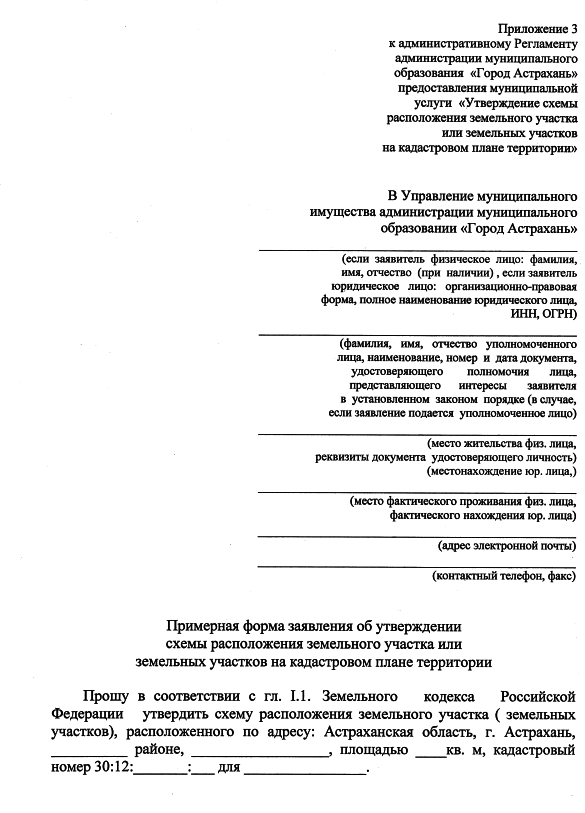 Приложение 3
к административному Регламенту
администрации муниципального
образования «Город Астрахань»
предоставления муниципальной
услуги «Утверждение схемы
расположения земельного участка
или земельных участков
на кадастровом плане территории»
В Управление муниципального
имущества администрации муниципального
образовании «Город Астрахань»
(если заявитель физическое лицо: фамилия,
имя, отчество (при наличии) , если заявитель
юридическое лицо: организационно-правовая
форма, полное наименование юридического лица,
ИНН, ОГРН)
(фамилия, имя, отчество уполномоченного
лица, наименование, номер и дата документа,
удостоверяющего полномочия лица,
представляющего интересы заявителя
в установленном законом порядке (в случае,
если заявление подается уполномоченное лицо)
(место жительства физ. лица,
реквизиты документа удостоверяющего личность)
(местонахождение юр. лица,)
(место фактического проживания физ. лица,
фактического нахождения юр. лица)
(адрес электронной почты)
(контактный телефон, факс)
Примерная форма заявления об утверждении
схемы расположения земельного участка или
земельных участков на кадастровом плане территории
Прошу в соответствии с гл. I.1. Земельного кодекса Российской
Федерации утвердить схему расположения земельного участка ( земельных
участков), расположенного по адресу: Астраханская область, г. Астрахань,
___________ районе, ____________________, площадью ____кв. м, кадастровый
номер 30:12:________:___ для _________________.